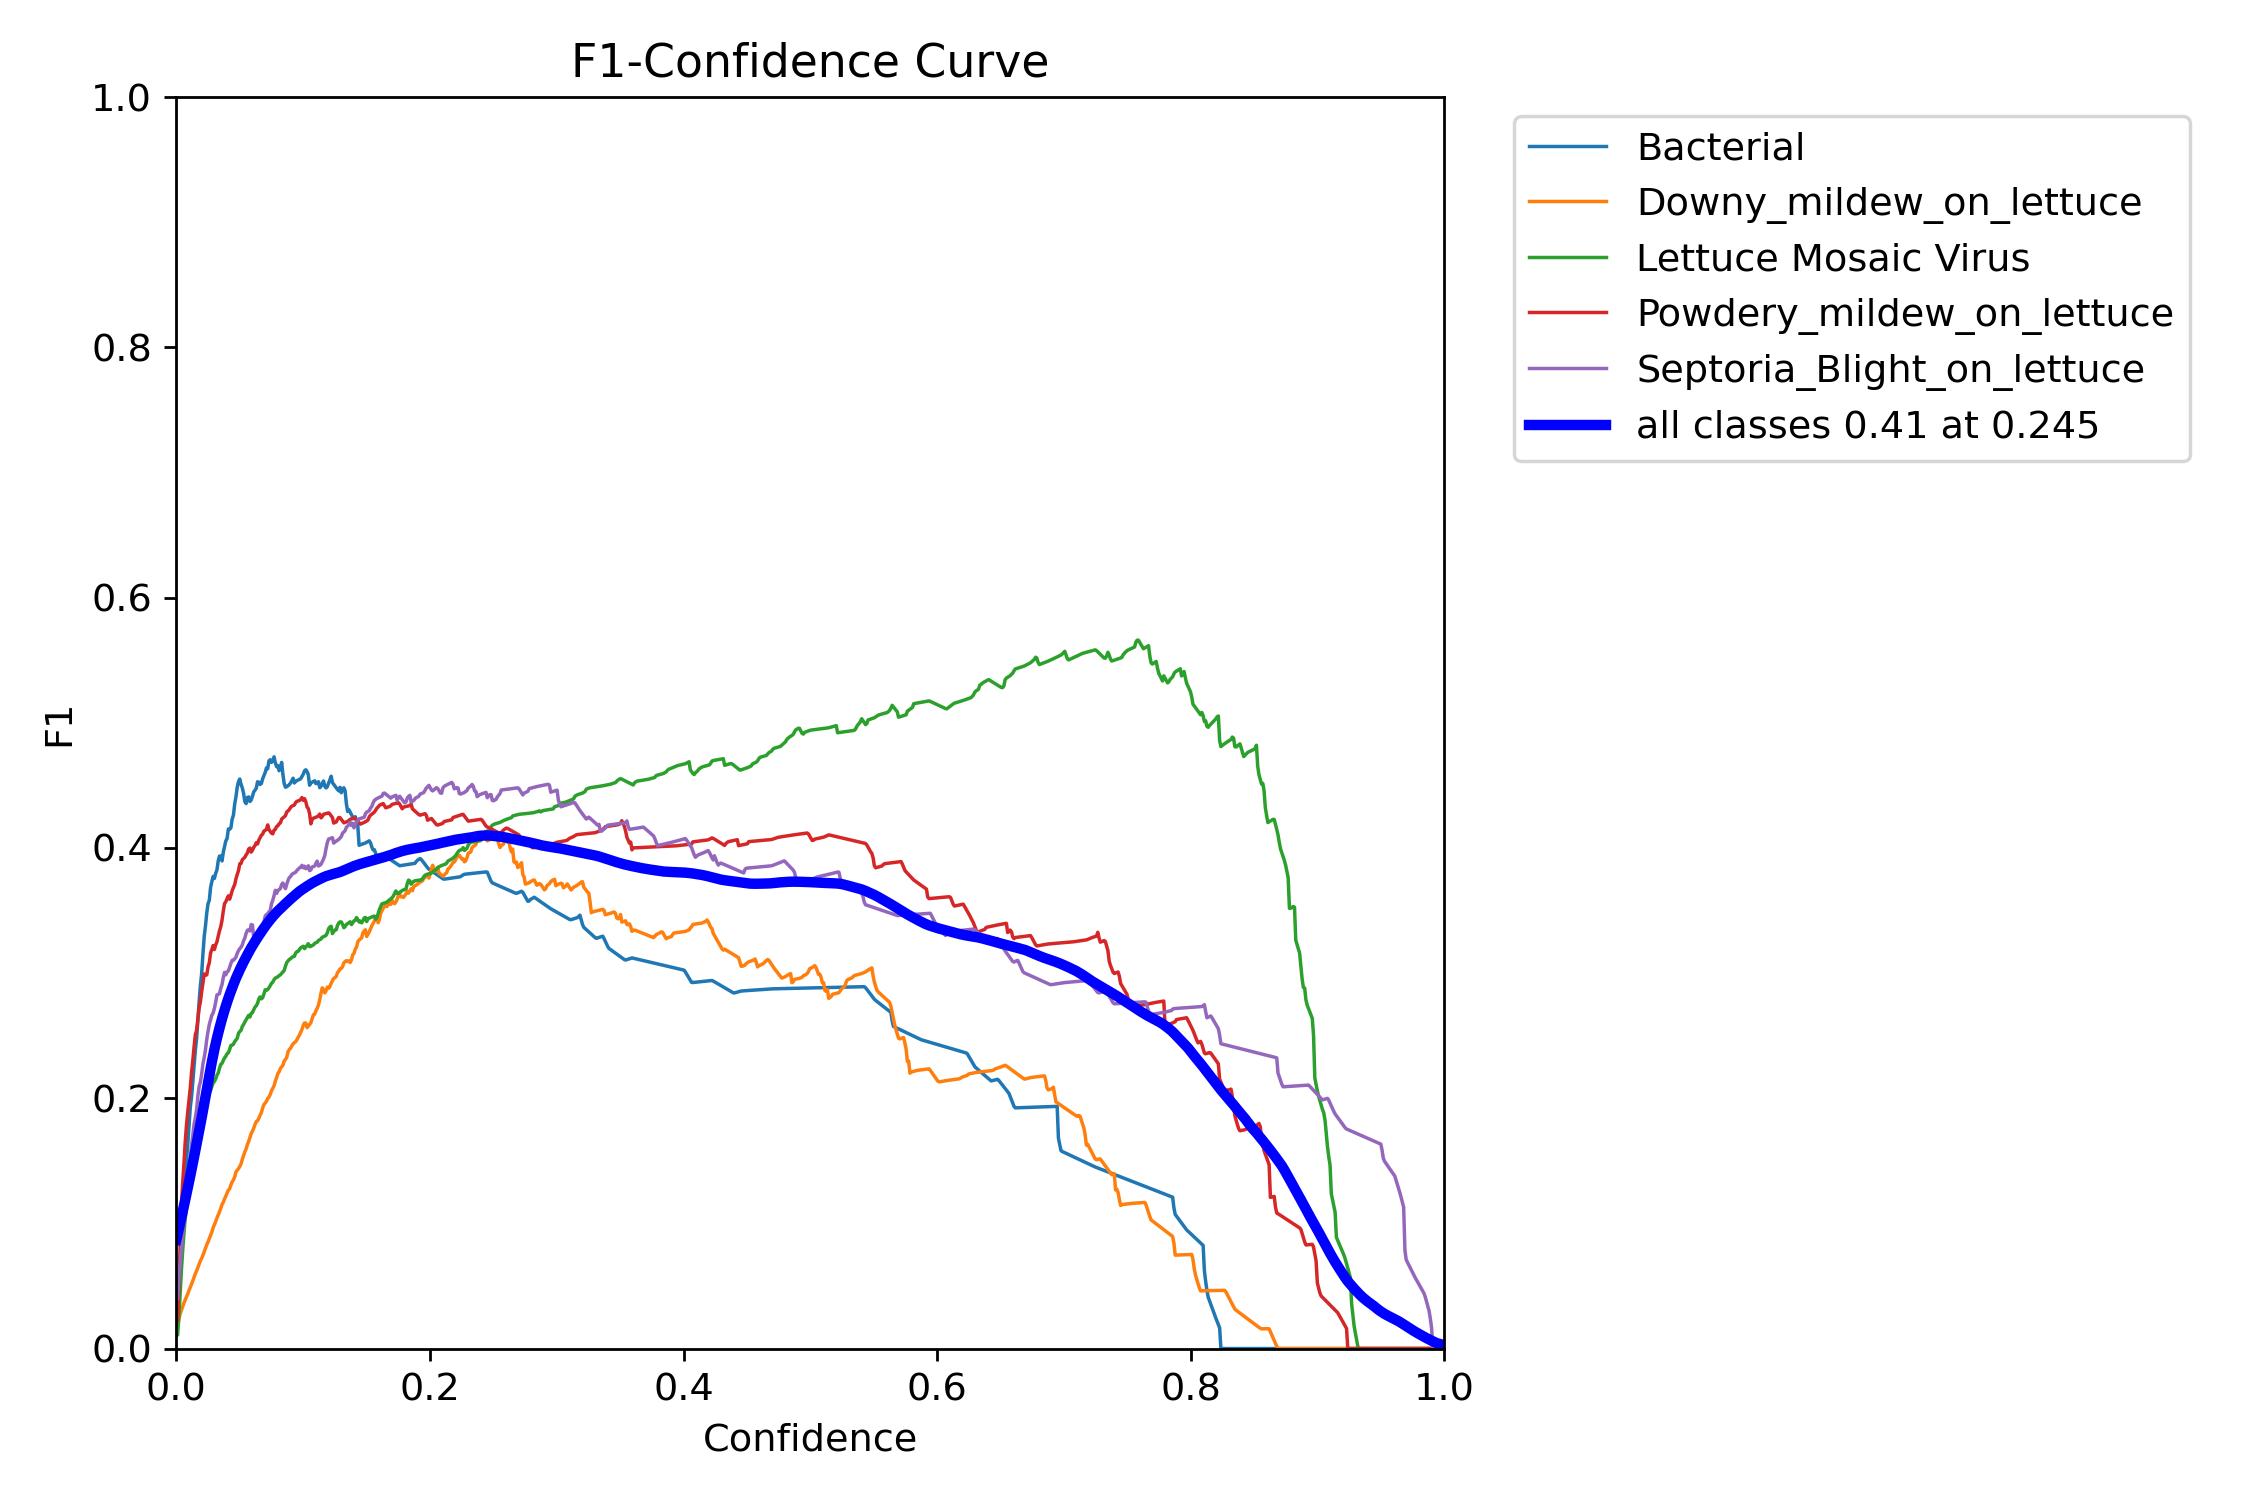 F1-Confidence Curve
1.0
0.8
0.6
0.4
0.2
0.0
F1
0.0 0.2 0.4 0.6 0.8 1.0
Confidence
Bacterial
Downy_mildew_on_lettuce
Lettuce Mosaic Virus
Powdery_mildew_on_lettuce
Septoria_Blight_on_lettuce
all classes 0.41 at 0.245